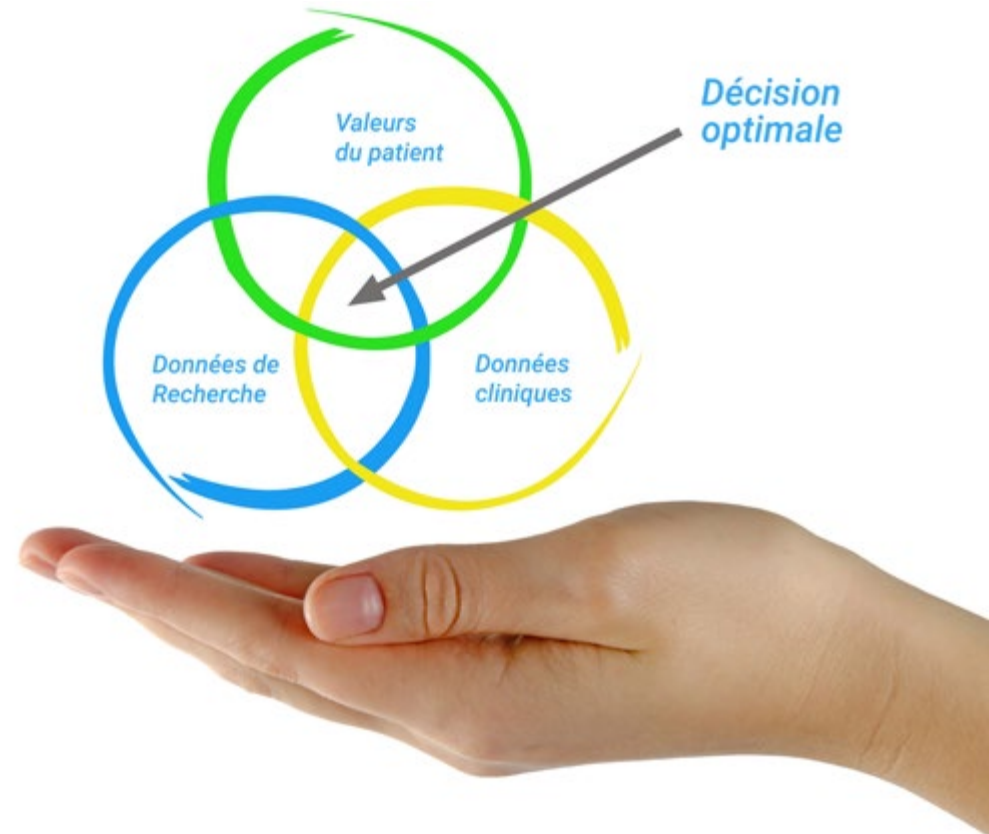 Valeurs
du patient
Décision
optimale
Données de
Recherche
Données
cliniques